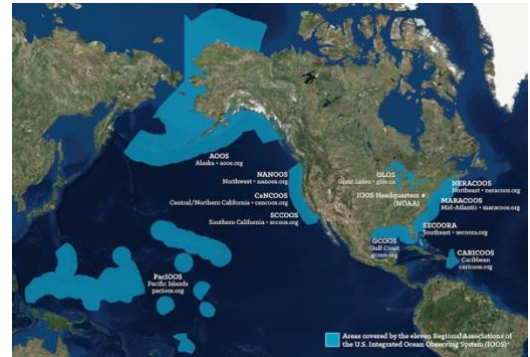 AOOS
Alaska • aoos.org
NANOOS
Northwest • nanoos.org
CeNCOOS
Central/Northern California • cencoos.org
SCCOOS
Southern California • sccoos.org
PacIOOS
Pacific Islands
pacioos.org
GLOS
Great Lakes • glos.us
IOOS Headquarters
(NOAA)
NERACOOS
Northeast • neracoos.org
MARACOOS
Mid-Atlantic • maracoos.org
SECOORA
Southeast • secoora.org
GCOOS
Gulf Coast
gcoos.org
CARICOOS
Caribbean
caricoos.org
Areas covered by the eleven Regional Associations
of the U.S. Integrated Ocean Observing System (IOOS)